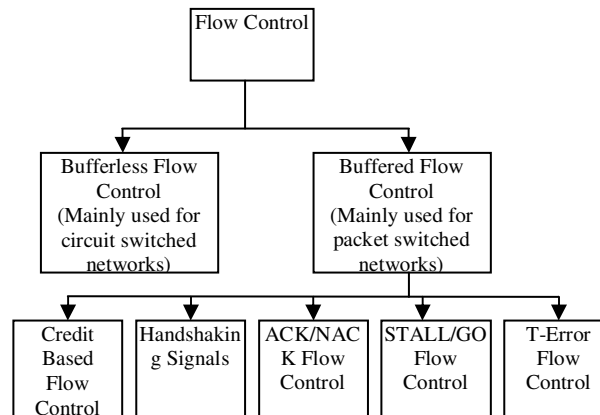 Flow Control
Bufferless Flow
Control
(Mainly used for
circuit switched
networks)
Buffered Flow
Control
(Mainly used for
packet switched
networks)
Credit
Based
Flow
Control
Handshakin
g Signals
ACK/NAC
K Flow
Control
STALL/GO
Flow
Control
T-Error
Flow
Control